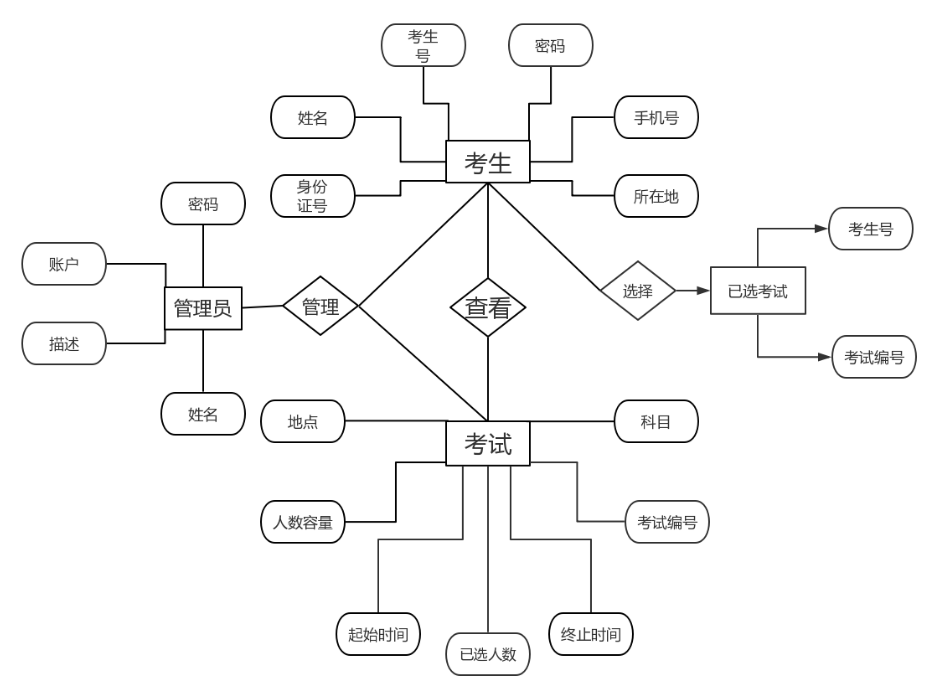 考生
号
密码
姓名
手机号
考生
身份
证号
所在地
密码
考生号
账户
管理员
管理
查看
选择
已选考试
描述
考试编号
姓名
地点
科目
考试
人数容量
考试编号
起始时间
已选人数
终止时间